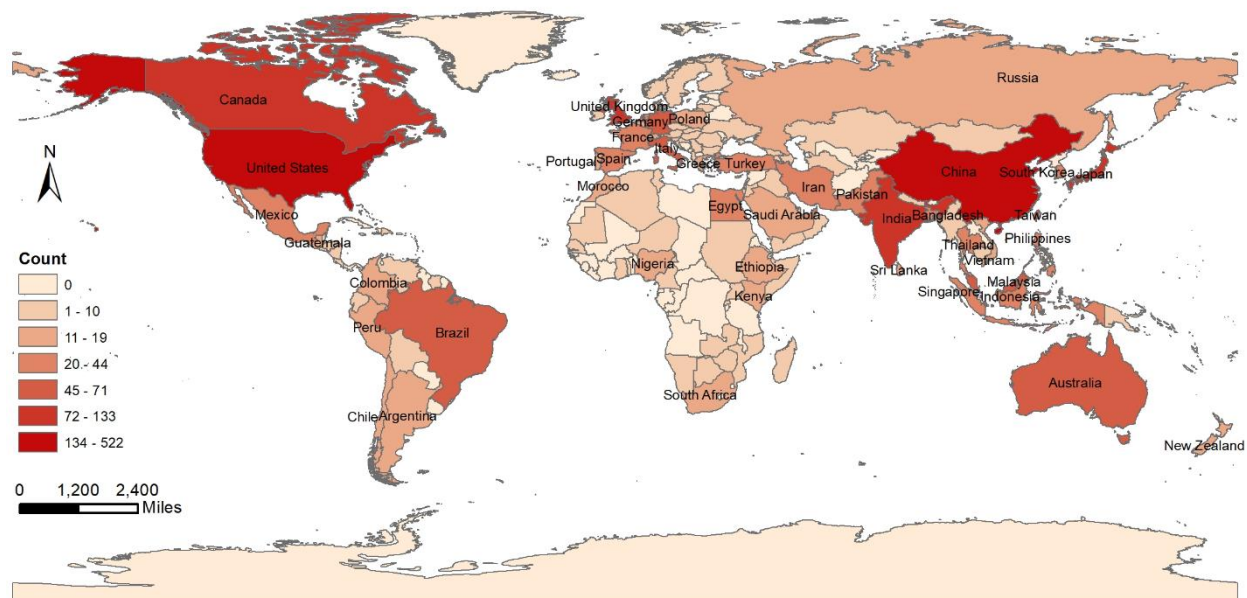 Russia
Canada
United Kingdom
Poland
Germany
France
Italy
N
United States
Portugal
Spain
Greece
Turkey
China
South Korea
Japan
Morocco
Iran
Pakistan
Mexico
Egypt
Saudi Arabia
India
Bangladesh
Taiwan
Guatemala
Thailand
Philippines
Vietnam
Count
0
1 - 10
11 - 19
20 - 44
45 - 71
72 - 133
134 - 522
Colombia
Nigeria
Ethiopia
Sri Lanka
Malaysia
Kenya
Singapore
Indonesia
Peru
Brazil
Australia
South Africa
Chile
Argentina
New Zealand
0 1,200 2,400
Miles